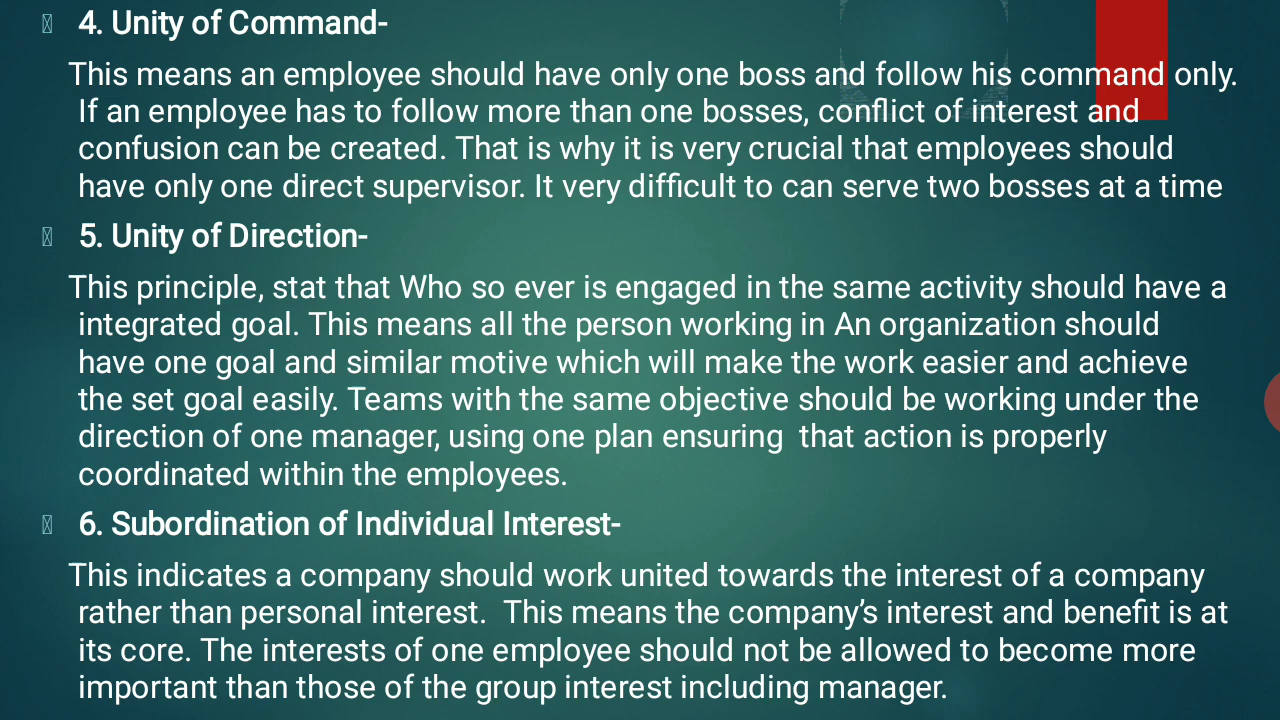 4. Unity of Command-
This means an employee should have only one boss and follow his command only.
If an employee has to follow more than one bosses, conflict of interest and
confusion can be created. That is why it is very crucial that employees should
have only one direct supervisor. It very difficult to can serve two bosses at a time
5. Unity of Direction-
This principle, stat that Who so ever is engaged in the same activity should have a
integrated goal. This means all the person working in An organization should
have one goal and similar motive which will make the work easier and achieve
the set goal easily. Teams with the same objective should be working under the
direction of one manager, using one plan ensuring  that action is properly
coordinated within the employees.
6. Subordination of Individual Interest-
This indicates a company should work united towards the interest of a company
rather than personal interest.  This means the company’s interest and benefit is at
its core. The interests of one employee should not be allowed to become more
important than those of the group interest including manager.